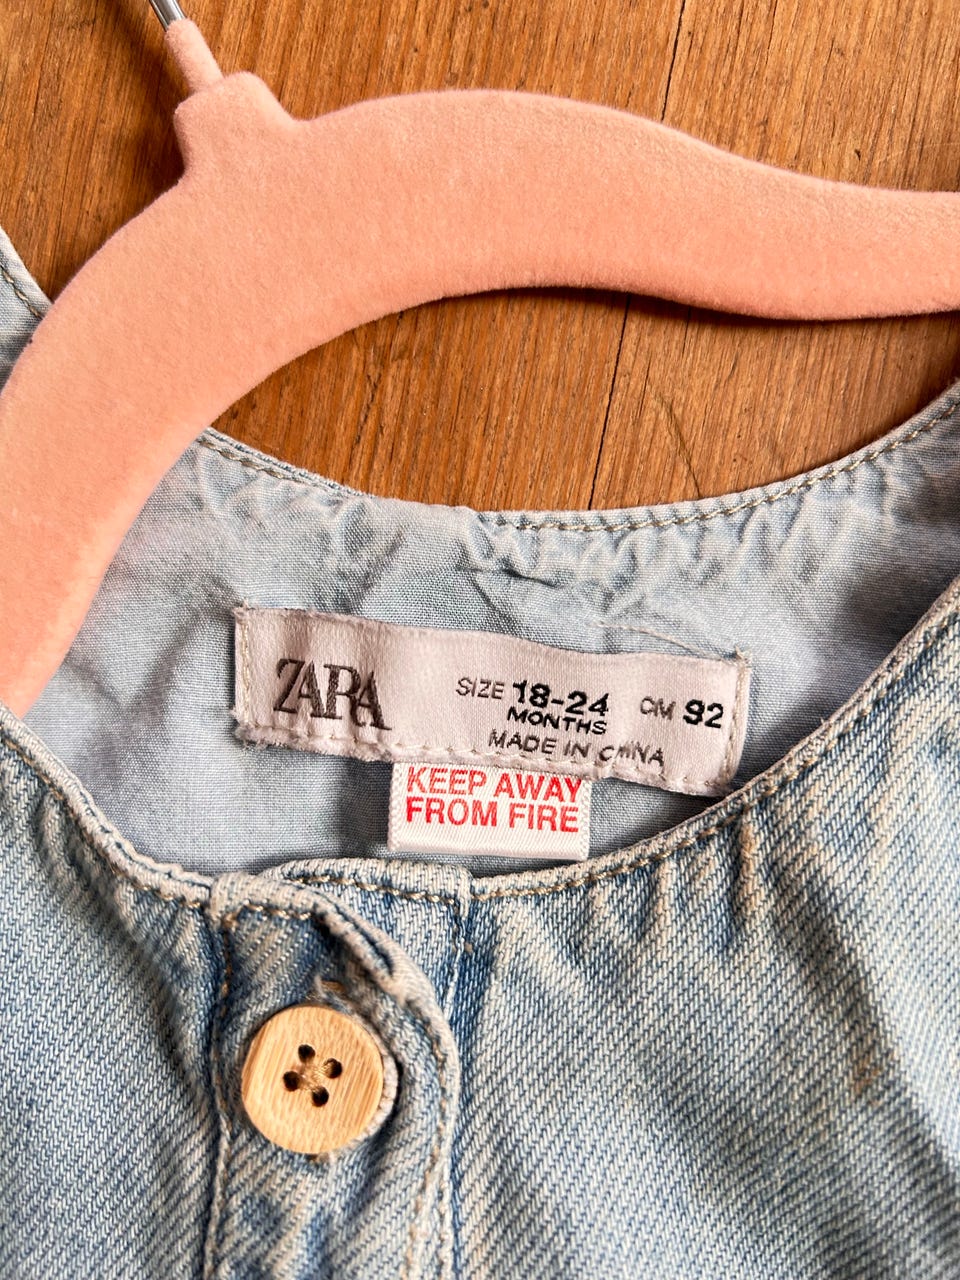 ZARA
SIZE 18-24 CM 92
MONTHS
MADE IN CHINA
KEEP AWAY
FROM FIRE